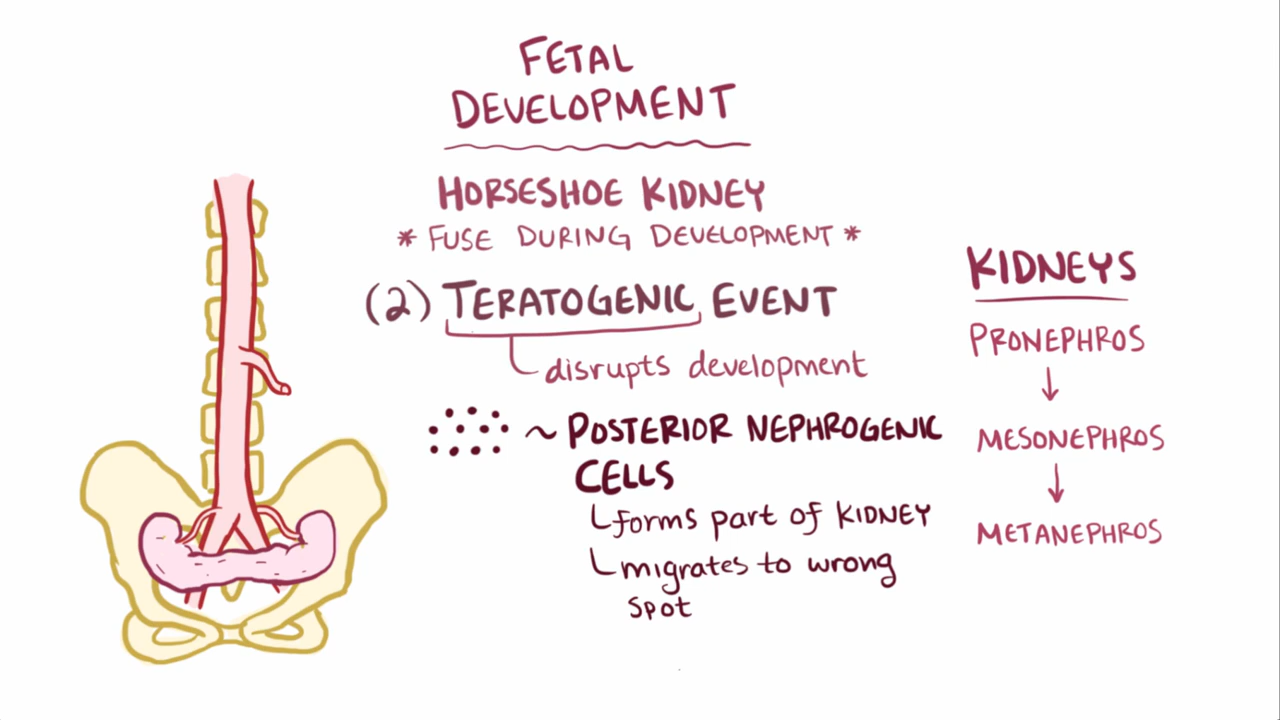 FETAL
DEVELOPMENT
HORSESHOE KIDNEY
* FUSE DURING DEVELOPMENT *
(2) TERATOGENIC EVENT
disrupts development
~ POSTERIOR NEPHROGENIC
CELLS
forms part of KIDNEY
migrates to wrong
spot
KIDNEYS
PRONEPHROS
↓
MESONEPHROS
↓
METANEPHROS